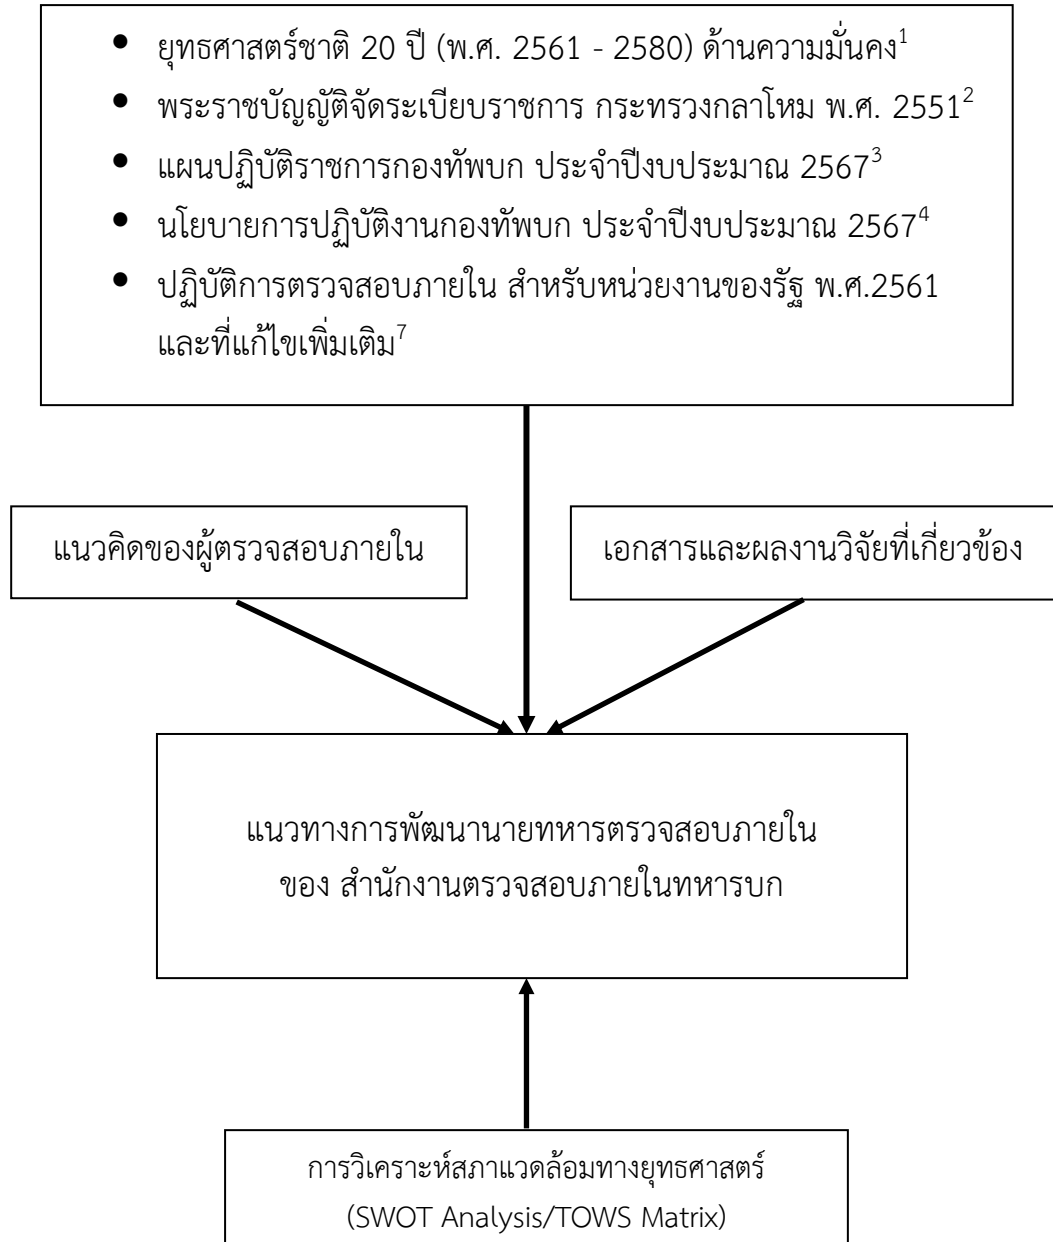 • ยุทธศาสตร์ชาติ 20 ปี (พ.ศ. 2561 - 2580) ด้านความมั่นคง¹
• พระราชบัญญัติจัดระเบียบราชการ กระทรวงกลาโหม พ.ศ. 2551²
• แผนปฏิบัติราชการกองทัพบก ประจำปีงบประมาณ 2567³
• นโยบายการปฏิบัติงานกองทัพบก ประจำปีงบประมาณ 2567⁴
• ปฏิบัติการตรวจสอบภายใน สำหรับหน่วยงานของรัฐ พ.ศ.2561
และที่แก้ไขเพิ่มเติม⁷
แนวคิดของผู้ตรวจสอบภายใน
เอกสารและผลงานวิจัยที่เกี่ยวข้อง
แนวทางการพัฒนานายทหารตรวจสอบภายใน
ของ สำนักงานตรวจสอบภายในทหารบก
การวิเคราะห์สภาแวดล้อมทางยุทธศาสตร์
(SWOT Analysis/TOWS Matrix)